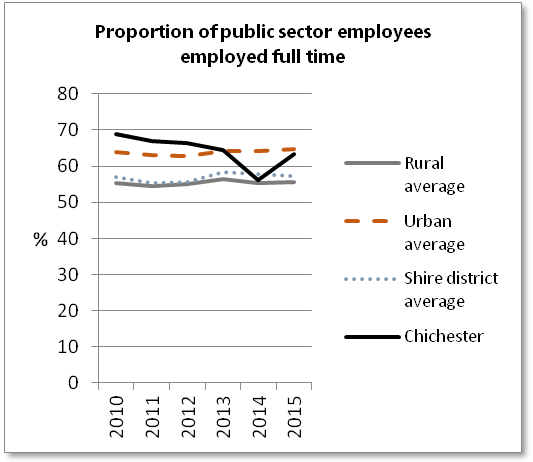 Proportion of public sector employees
employed full time
80
70
60
50
40
30
20
10
0
%
2010
2011
2012
2013
2014
2015
Rural
average
Urban
average
Shire district
average
Chichester